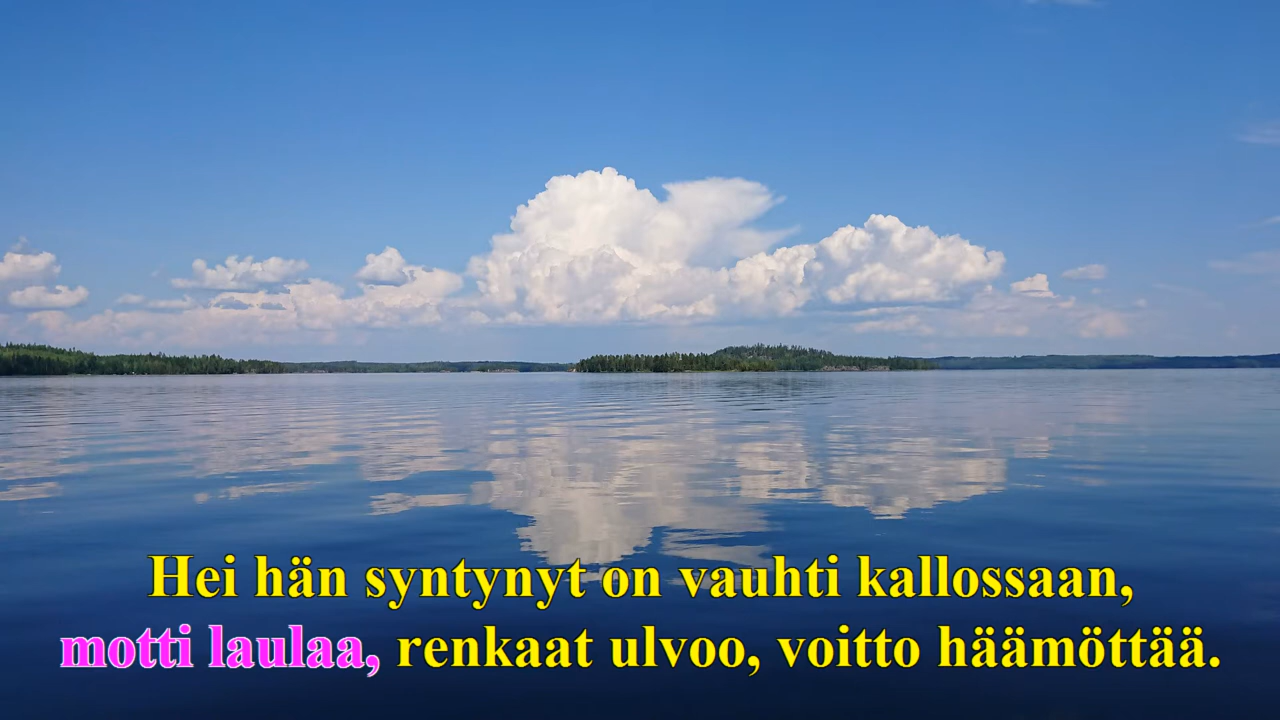 Hei hän syntynyt on vauhti kallossaan,
motti laulaa, renkaat ulvoo, voitto häämöttää.